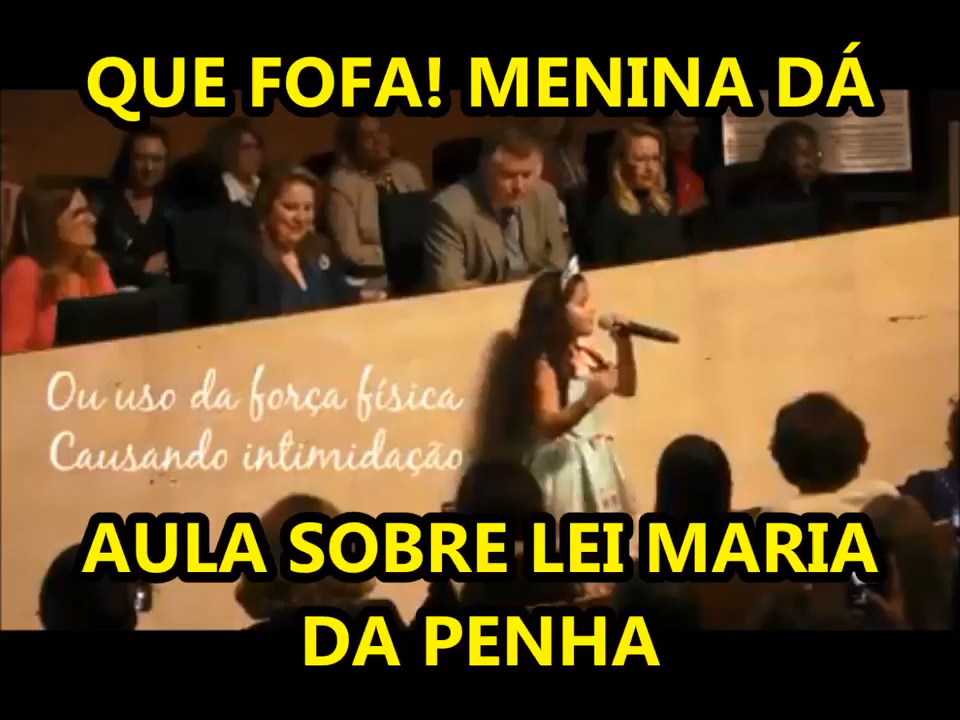 QUE FOFA! MENINA DÁ
Ou uso da força física
Causando intimidação
AULA SOBRE LEI MARIA
DA PENHA